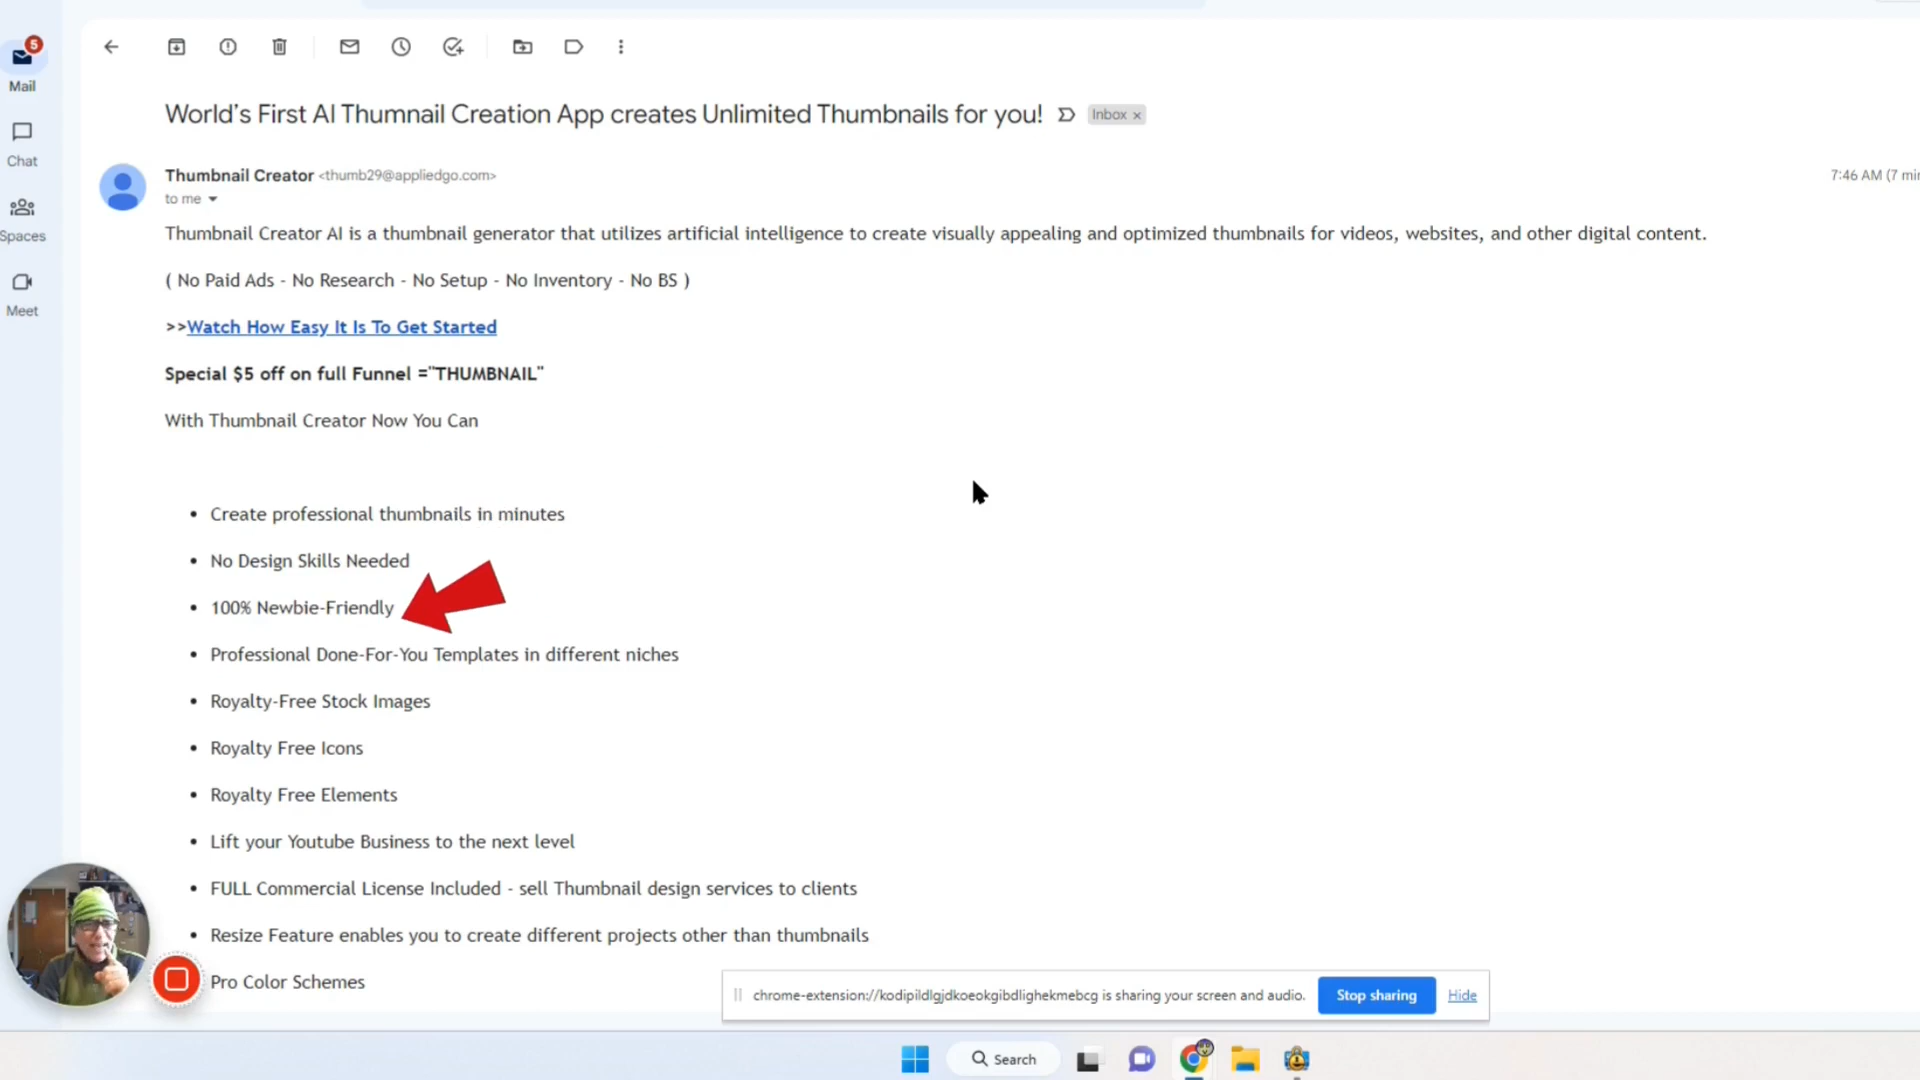 5
Mail
Chat
Spaces
Meet
World's First AI Thumnail Creation App creates Unlimited Thumbnails for you!
Inbox ×
Thumbnail Creator <thumb29@appliedgo.com>
7:46 AM (7 min
to me
Thumbnail Creator AI is a thumbnail generator that utilizes artificial intelligence to create visually appealing and optimized thumbnails for videos, websites, and other digital content.
( No Paid Ads - No Research - No Setup - No Inventory - No BS )
>>Watch How Easy It Is To Get Started
Special $5 off on full Funnel ="THUMBNAIL"
With Thumbnail Creator Now You Can
• Create professional thumbnails in minutes
• No Design Skills Needed
• 100% Newbie-Friendly
• Professional Done-For-You Templates in different niches
• Royalty-Free Stock Images
• Royalty Free Icons
• Royalty Free Elements
• Lift your Youtube Business to the next level
• FULL Commercial License Included - sell Thumbnail design services to clients
• Resize Feature enables you to create different projects other than thumbnails
Pro Color Schemes
chrome-extension://kodipildlgjdkoeokgibdlighekmebcg is sharing your screen and audio.
Stop sharing
Hide
Search